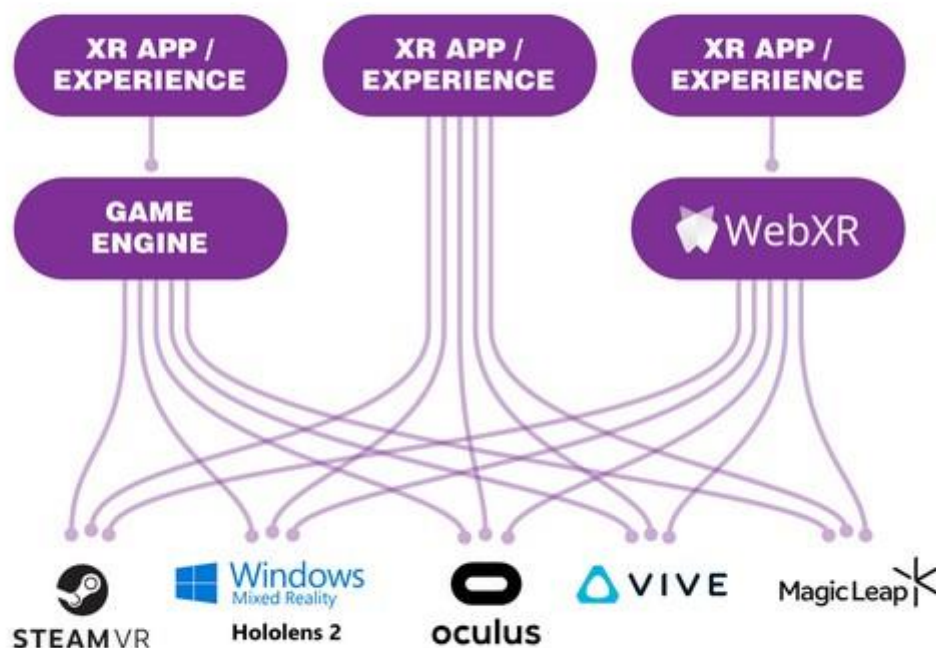 XR APP /
EXPERIENCE
XR APP /
EXPERIENCE
XR APP /
EXPERIENCE
GAME
ENGINE
WebXR
STEAMVR
Windows
Mixed Reality
Hololens 2
oculus
VIVE
MagicLeap